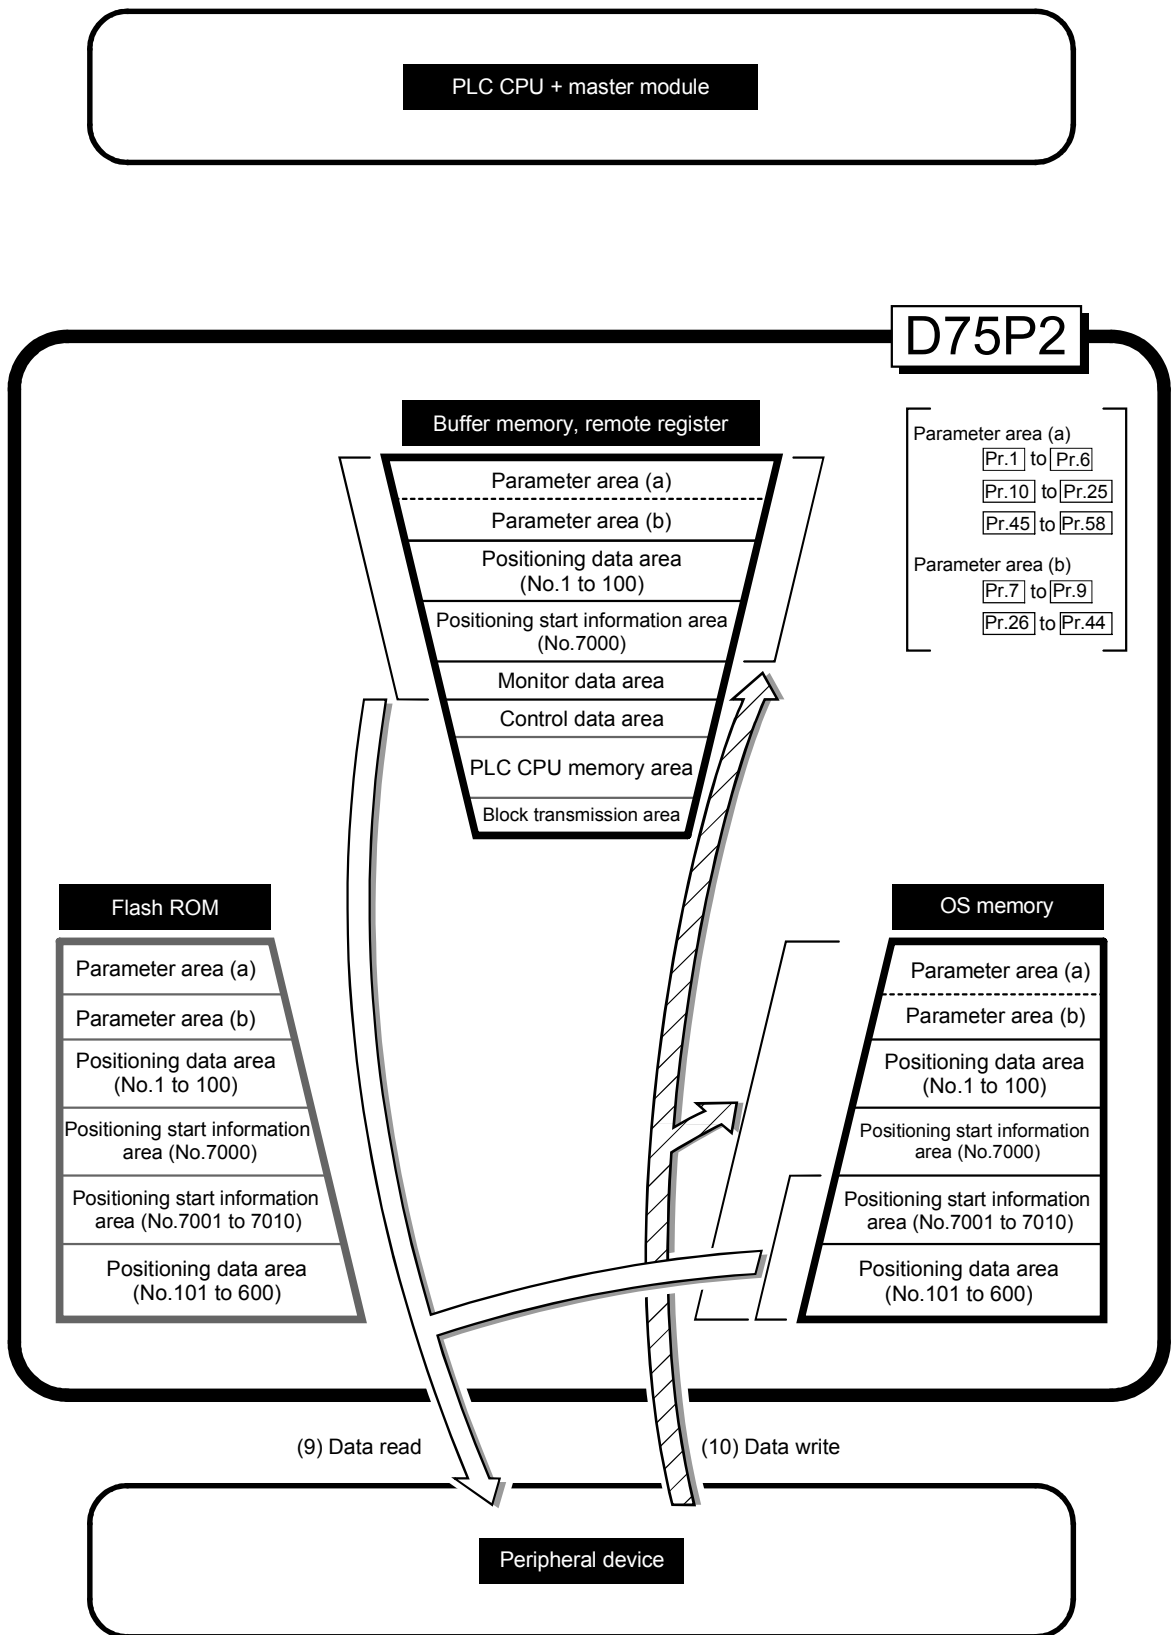 PLC CPU + master module
D75P2
Buffer memory, remote register
Parameter area (a)
Parameter area (b)
Positioning data area
(No.1 to 100)
Positioning start information area
(No.7000)
Monitor data area
Control data area
PLC CPU memory area
Block transmission area
Parameter area (a)
Pr.1 to Pr.6
Pr.10 to Pr.25
Pr.45 to Pr.58
Parameter area (b)
Pr.7 to Pr.9
Pr.26 to Pr.44
Flash ROM
Parameter area (a)
Parameter area (b)
Positioning data area
(No.1 to 100)
Positioning start information
area (No.7000)
Positioning start information
area (No.7001 to 7010)
Positioning data area
(No.101 to 600)
OS memory
Parameter area (a)
Parameter area (b)
Positioning data area
(No.1 to 100)
Positioning start information
area (No.7000)
Positioning start information
area (No.7001 to 7010)
Positioning data area
(No.101 to 600)
(9) Data read
(10) Data write
Peripheral device